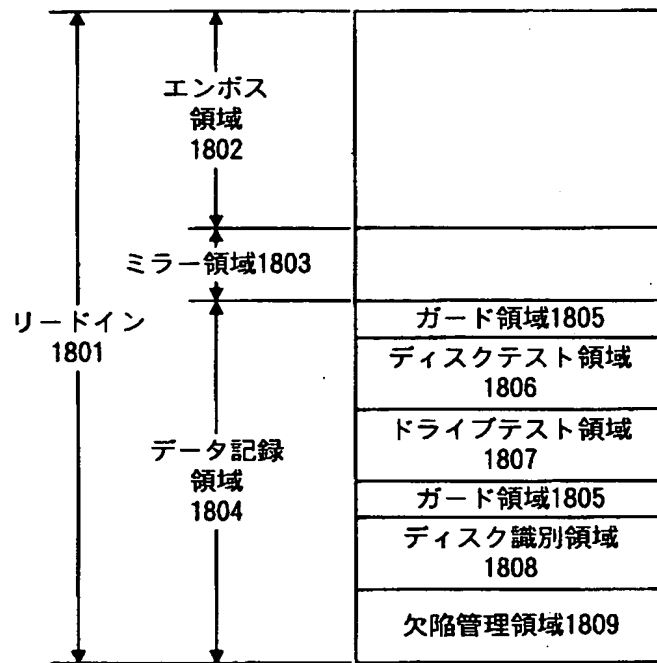 エンボス
領域
1802
ミラー領域1803
リードイン
1801
データ記録
領域
1804
ガード領域1805
ディスクテスト領域
1806
ドライブテスト領域
1807
ガード領域1805
ディスク識別領域
1808
欠陥管理領域1809